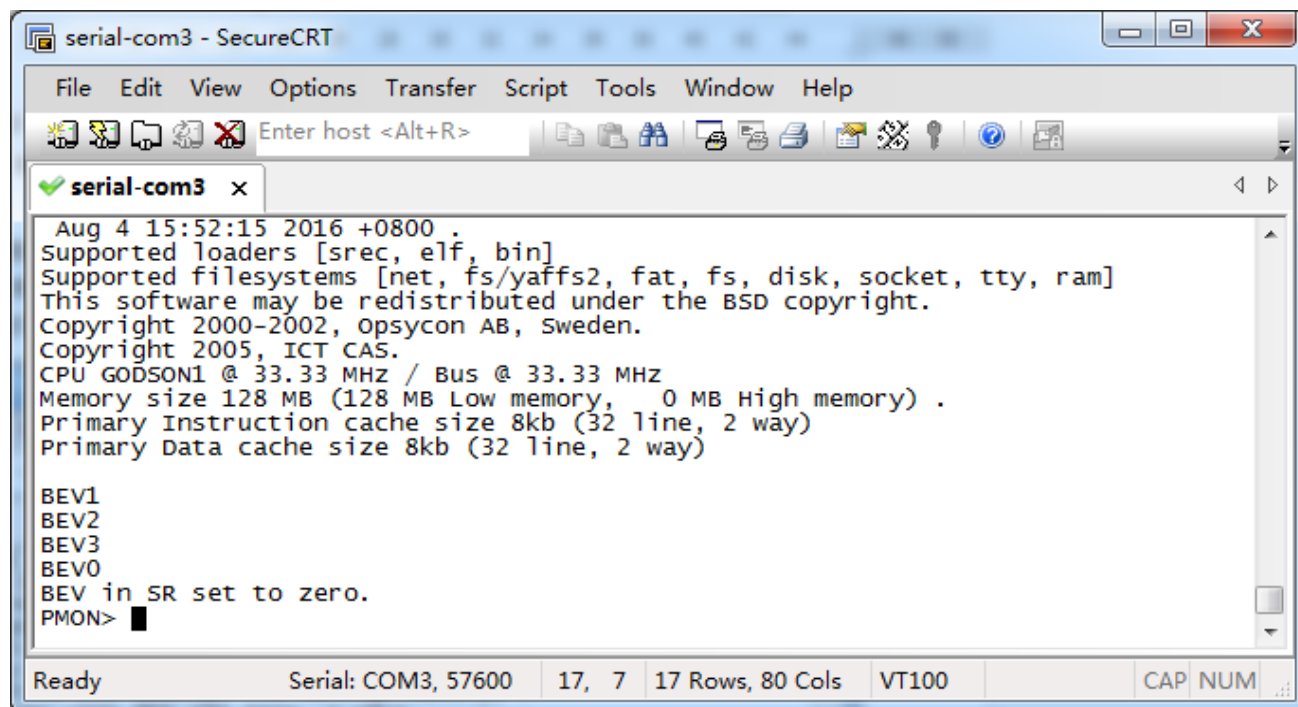 serial-com3 - SecureCRT
File Edit View Options Transfer Script Tools Window Help
Enter host <Alt+R>
serial-com3 x
Aug 4 15:52:15 2016 +0800 .
Supported loaders [srec, elf, bin]
Supported filesystems [net, fs/yaffs2, fat, fs, disk, socket, tty, ram]
This software may be redistributed under the BSD copyright.
Copyright 2000-2002, Opsycon AB, Sweden.
Copyright 2005, ICT CAS.
CPU GODSON1 @ 33.33 MHz / Bus @ 33.33 MHz
Memory size 128 MB (128 MB Low memory,   0 MB High memory) .
Primary Instruction cache size 8kb (32 line, 2 way)
Primary Data cache size 8kb (32 line, 2 way)
BEV1
BEV2
BEV3
BEV0
BEV in SR set to zero.
PMON>
Ready Serial: COM3, 57600 17, 7 17 Rows, 80 Cols VT100 CAP NUM